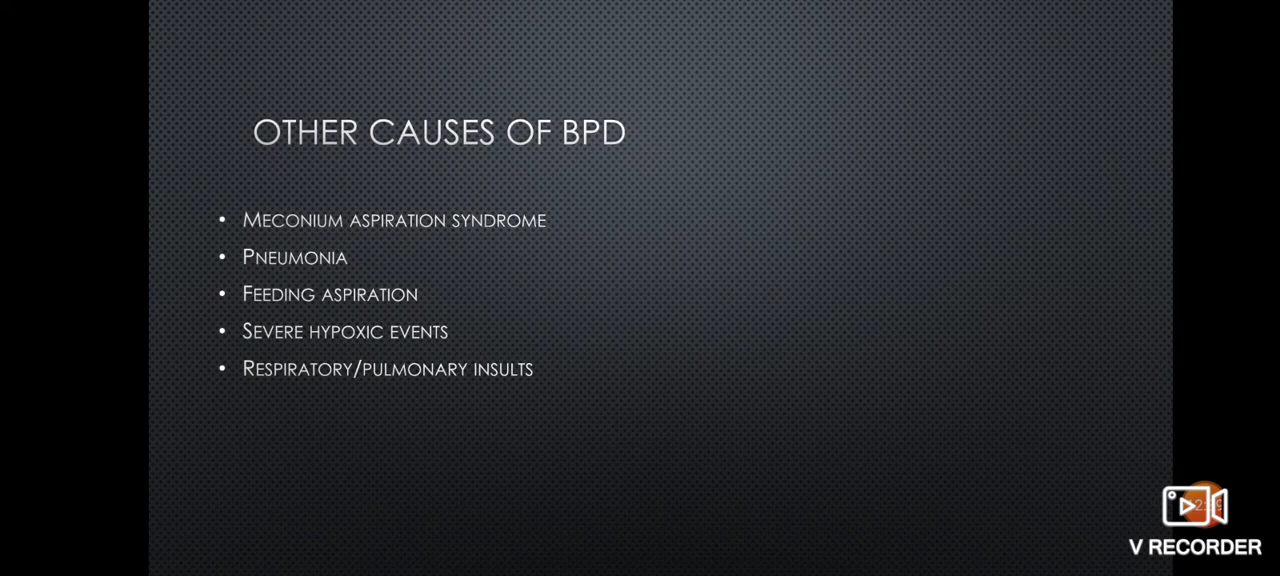 OTHER CAUSES OF BPD
• MECONIUM ASPIRATION SYNDROME
• PNEUMONIA
• FEEDING ASPIRATION
• SEVERE HYPOXIC EVENTS
• RESPIRATORY/PULMONARY INSULTS
V RECORDER